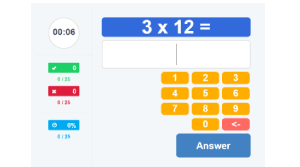 00:06
3 x 12 =
✓ 0
0 / 25
✖ 0
0 / 25
0%
0 / 25
1 2 3
4 5 6
7 8 9
0 <-
Answer